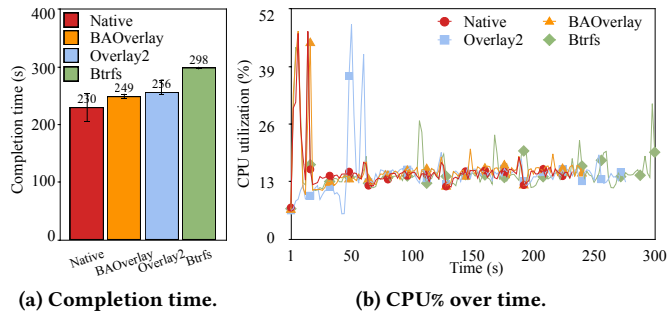 Completion time (s)
400
300
200
100
0
Native
BAOverlay
Overlay2
Btrfs
230
249
256
298
Native
BAOverlay
Overlay2
Btrfs
(a) Completion time.
CPU utilization (%)
52
39
26
13
0
Native
BAOverlay
Overlay2
Btrfs
1
50
100
150
200
250
300
Time (s)
(b) CPU% over time.